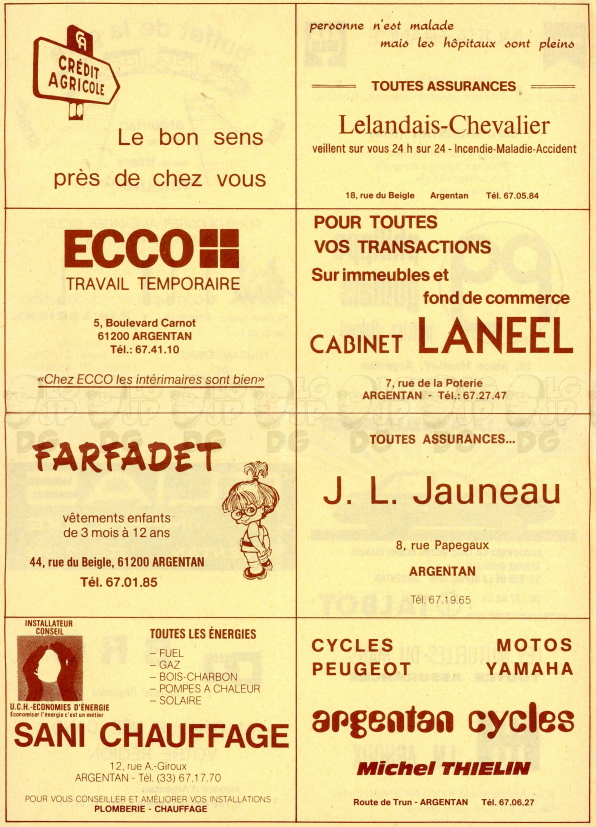 CA
CRÉDIT
AGRICOLE
Le bon sens
près de chez vous
personne n'est malade
mais les hôpitaux sont pleins
TOUTES ASSURANCES
Lelandais-Chevalier
veillent sur vous 24 h sur 24 - Incendie-Maladie-Accident
18, rue du Beigle Argentan Tél. 67.05.84
ECCO
TRAVAIL TEMPORAIRE
5, Boulevard Carnot
61200 ARGENTAN
Tél.: 67.41.10
«Chez ECCO les intérimaires sont bien»
POUR TOUTES
VOS TRANSACTIONS
Sur immeubles et
fond de commerce
CABINET LANEEL
7, rue de la Poterie
ARGENTAN - Tél.: 67.27.47
FARFADET
vêtements enfants
de 3 mois à 12 ans
44, rue du Beigle, 61200 ARGENTAN
Tél. 67.01.85
TOUTES ASSURANCES...
J. L. Jauneau
8, rue Papegaux
ARGENTAN
Tél. 67.19.65
INSTALLATEUR
CONSEIL
U.C.H.-ECONOMIES D'ÉNERGIE
Economiser l'énergie c'est un métier
TOUTES LES ÉNERGIES
– FUEL
– GAZ
– BOIS-CHARBON
– POMPES A CHALEUR
– SOLAIRE
SANI CHAUFFAGE
12, rue A.-Giroux
ARGENTAN - Tél. (33) 67.17.70
POUR VOUS CONSEILLER ET AMÉLIORER VOS INSTALLATIONS :
PLOMBERIE - CHAUFFAGE
CYCLES MOTOS
PEUGEOT YAMAHA
argentan cycles
Michel THIELIN
Route de Trun - ARGENTAN Tél. 67.06.27